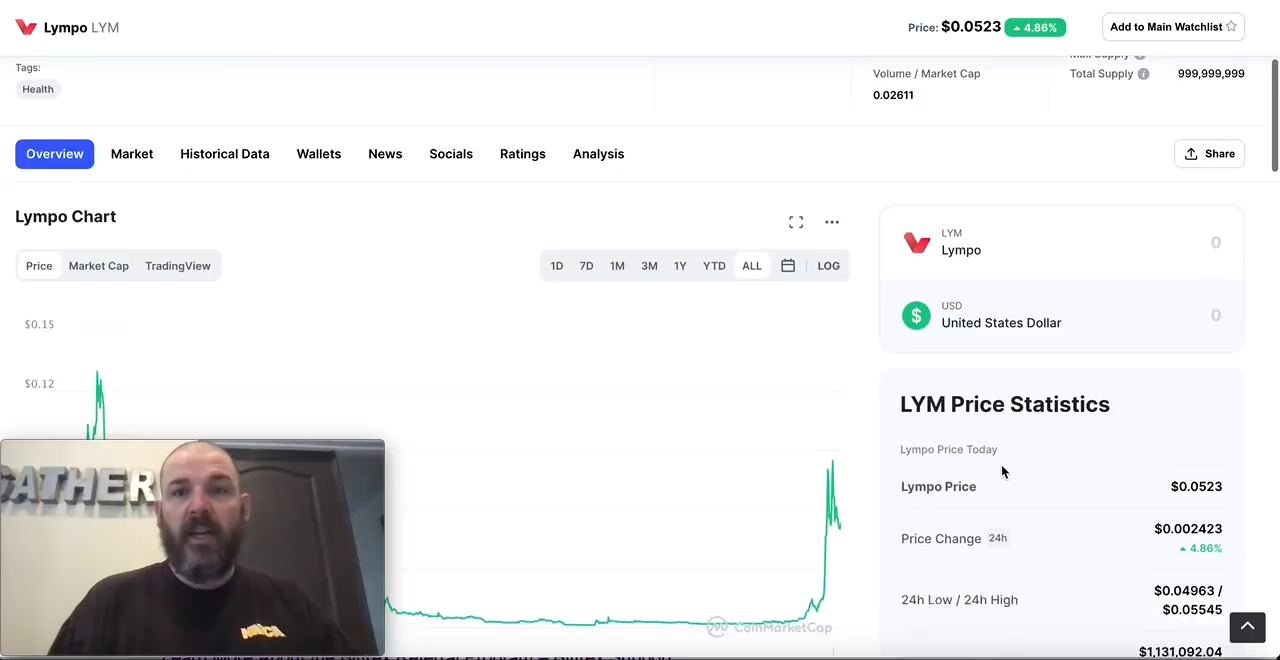 Lympo LYM
Price: $0.0523 4.86%
Add to Main Watchlist
Tags:
Health
Volume / Market Cap
0.02611
Max Supply
Total Supply 999,999,999
Overview Market Historical Data Wallets News Socials Ratings Analysis
Share
Lympo Chart
Price Market Cap TradingView
1D 7D 1M 3M 1Y YTD ALL LOG
$0.15
$0.12
CoinMarketCap
LYM
Lympo
0
USD
United States Dollar
0
LYM Price Statistics
Lympo Price Today
Lympo Price $0.0523
Price Change 24h $0.002423
4.86%
24h Low / 24h High $0.04963 /
$0.05545
$1,131,092.04
GATHER